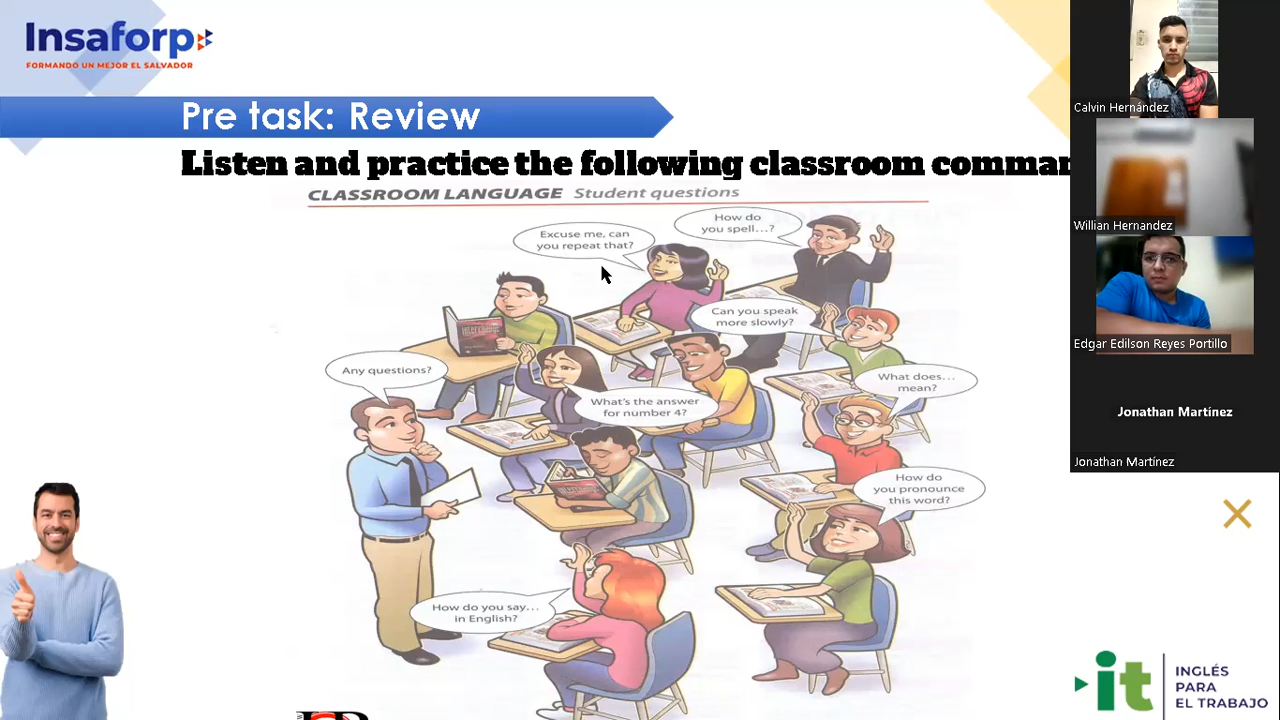 Insaforp
FORMANDO UN MEJOR EL SALVADOR
Pre task: Review
Listen and practice the following classroom
CLASSROOM LANGUAGE Student questions
Excuse me, can
you repeat that?
How do
you spell...?
Can you speak
more slowly?
Any questions?
What's the answer
for number 4?
What does...
mean?
How do
you pronounce
this word?
How do you say...
in English?
Calvin Hernández
Willian Hernandez
Edgar Edilson Reyes Portillo
Jonathan Martínez
Jonathan Martínez
it
INGLÉS
PARA
EL TRABAJO